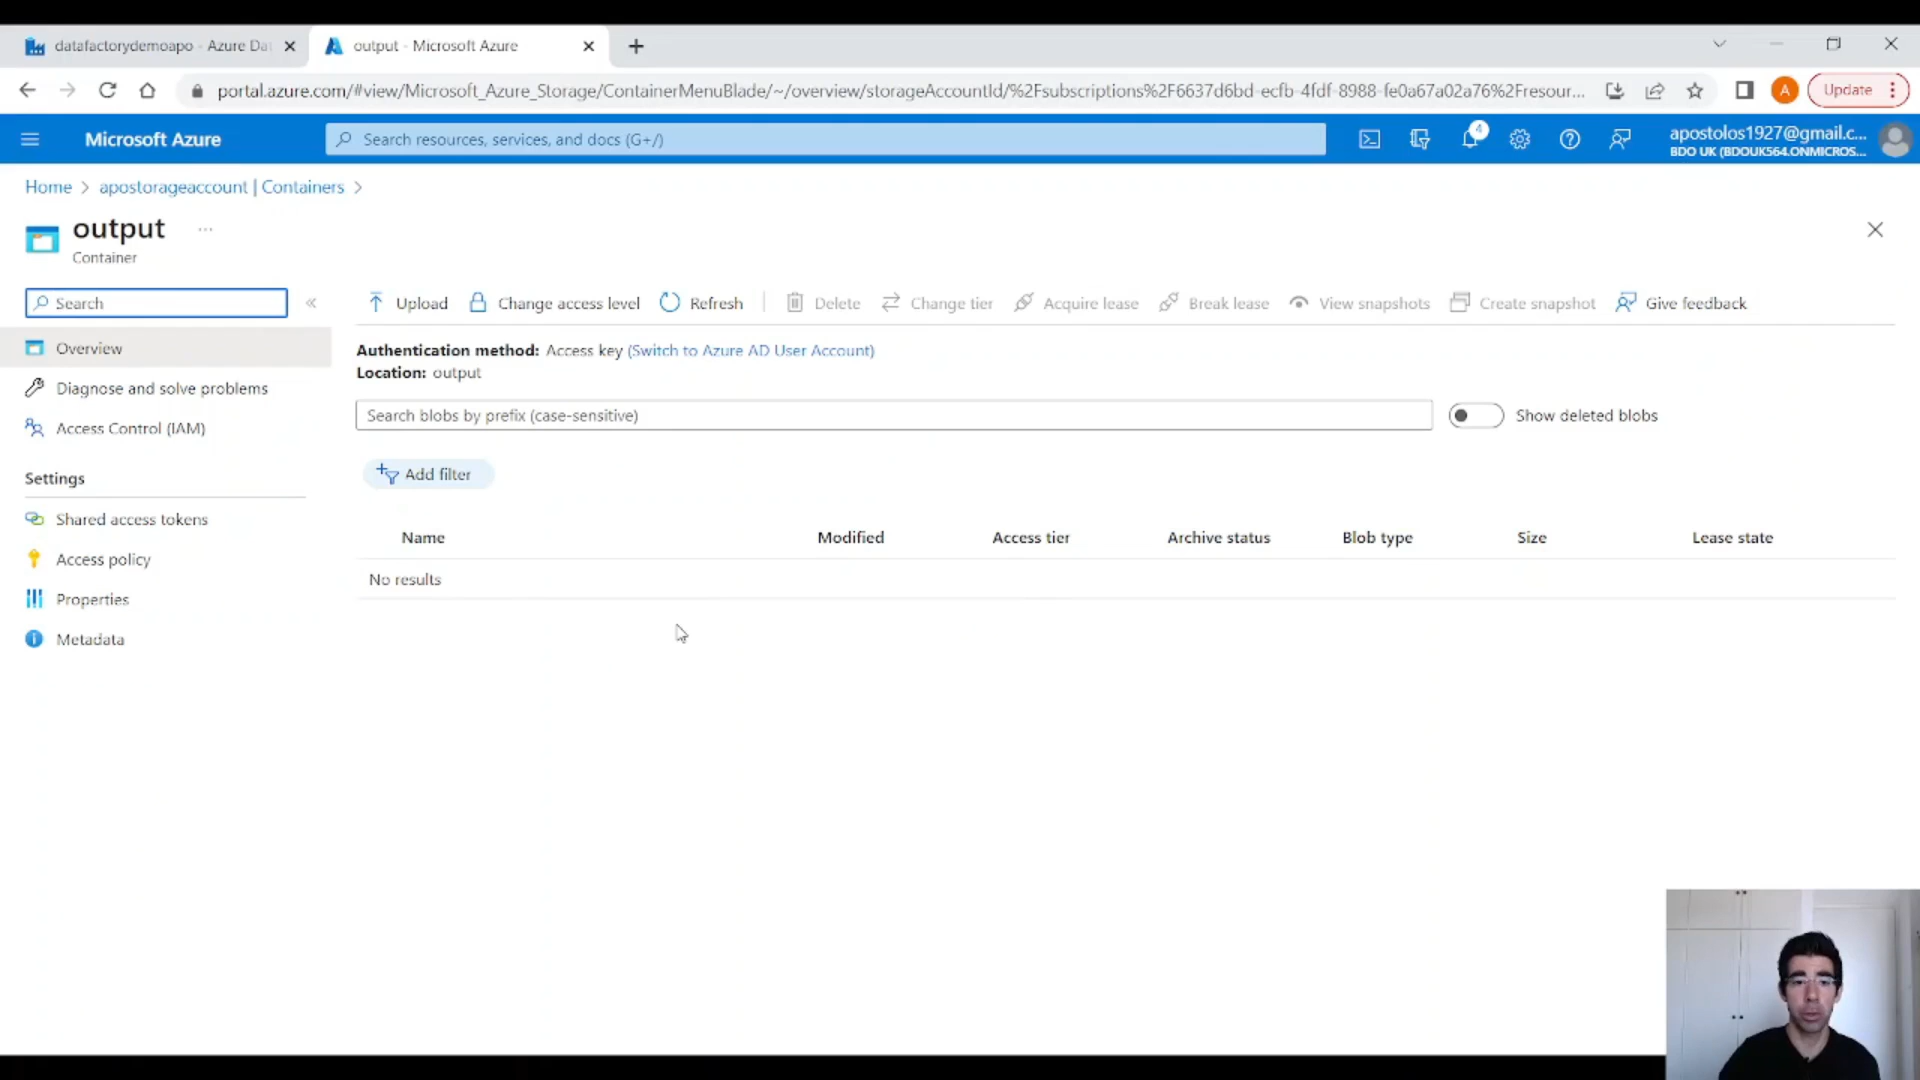 datafactorydemoapo - Azure Dat
output - Microsoft Azure
portal.azure.com/#view/Microsoft_Azure_Storage/ContainerMenuBlade/~/overview/storageAccountId/%2Fsubscriptions%2F6637d6bd-ecfb-4fdf-8988-fe0a67a02a76%2Fresour...
A
Update
Microsoft Azure
Search resources, services, and docs (G+/)
4
apostolos1927@gmail.c...
BDO UK (BDOUK564.ONMICROS...
Home > apostorageaccount | Containers >
output ...
Container
Search
«
Upload
Change access level
Refresh
Delete
Change tier
Acquire lease
Break lease
View snapshots
Create snapshot
Give feedback
Overview
Diagnose and solve problems
Access Control (IAM)
Settings
Shared access tokens
Access policy
Properties
Metadata
Authentication method: Access key (Switch to Azure AD User Account)
Location: output
Search blobs by prefix (case-sensitive)
Show deleted blobs
Add filter
Name Modified Access tier Archive status Blob type Size Lease state
No results